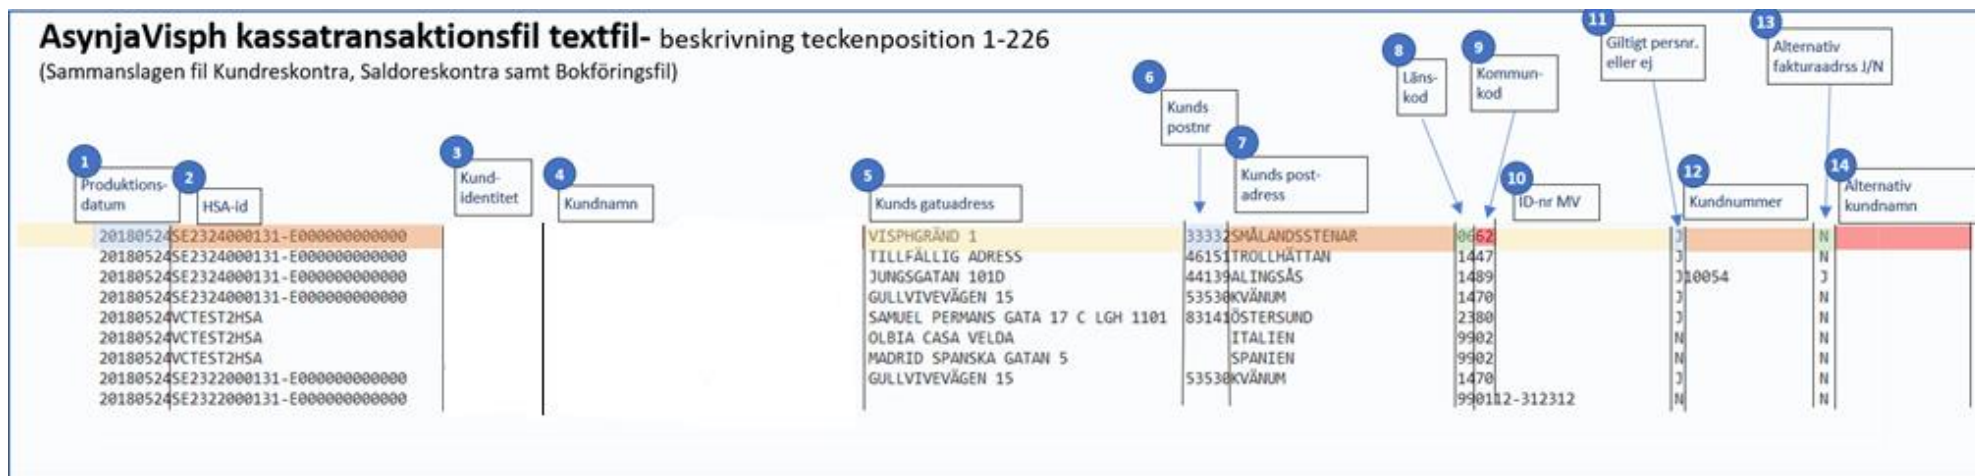 AsynjaVisph kassatransaktionsfil textfil- beskrivning teckenposition 1-226
(Sammanslagen fil Kundreskontra, Saldoreskontra samt Bokföringsfil)
1
Produktions-
datum
2
HSA-id
3
Kund-
identitet
4
Kundnamn
5
Kunds gatuadress
6
Kunds
postnr
7
Kunds post-
adress
8
Läns-
kod
9
Kommun-
kod
10
ID-nr MV
11
Giltigt persnr.
eller ej
12
Kundnummer
13
Alternativ
fakturaadrss J/N
14
Alternativ
kundnamn
20180524SE2324000131-E000000000000 VISPHGRÄND 1 33332SMÅLANDSSTENAR 0662 J N
20180524SE2324000131-E000000000000 TILLFÄLLIG ADRESS 46151TROLLHÄTTAN 1447 J N
20180524SE2324000131-E000000000000 JUNGSGATAN 101D 44139ALINGSÅS 1489 J10054 J
20180524SE2324000131-E000000000000 GULLVIVEVÄGEN 15 53530KVÄNUM 1470 J N
20180524VCTEST2HSA SAMUEL PERMANS GATA 17 C LGH 1101 83141ÖSTERSUND 2380 J N
20180524VCTEST2HSA OLBIA CASA VELDA ITALIEN 9902 N N
20180524VCTEST2HSA MADRID SPANSKA GATAN 5 SPANIEN 9902 N N
20180524SE2322000131-E000000000000 GULLVIVEVÄGEN 15 53530KVÄNUM 1470 J N
20180524SE2322000131-E000000000000 990112-312312 N N